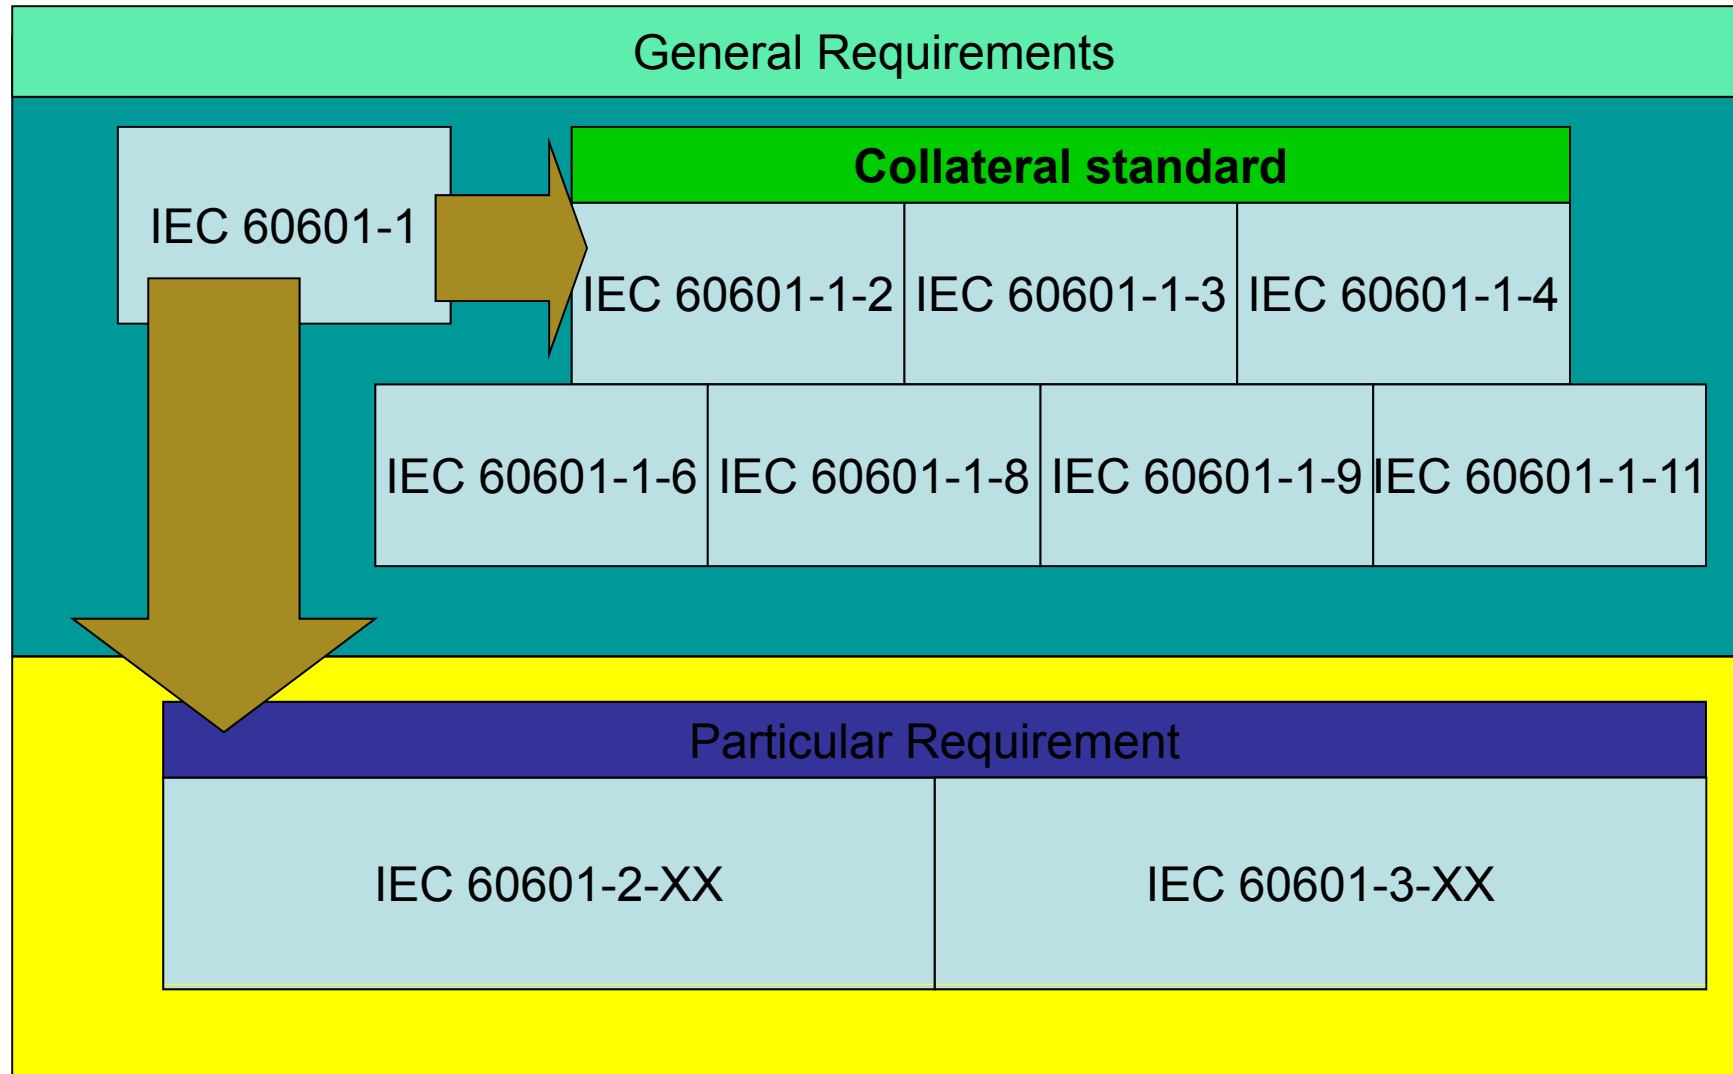 General Requirements
IEC 60601-1
Collateral standard
IEC 60601-1-2
IEC 60601-1-3
IEC 60601-1-4
IEC 60601-1-6
IEC 60601-1-8
IEC 60601-1-9
IEC 60601-1-11
Particular Requirement
IEC 60601-2-XX
IEC 60601-3-XX